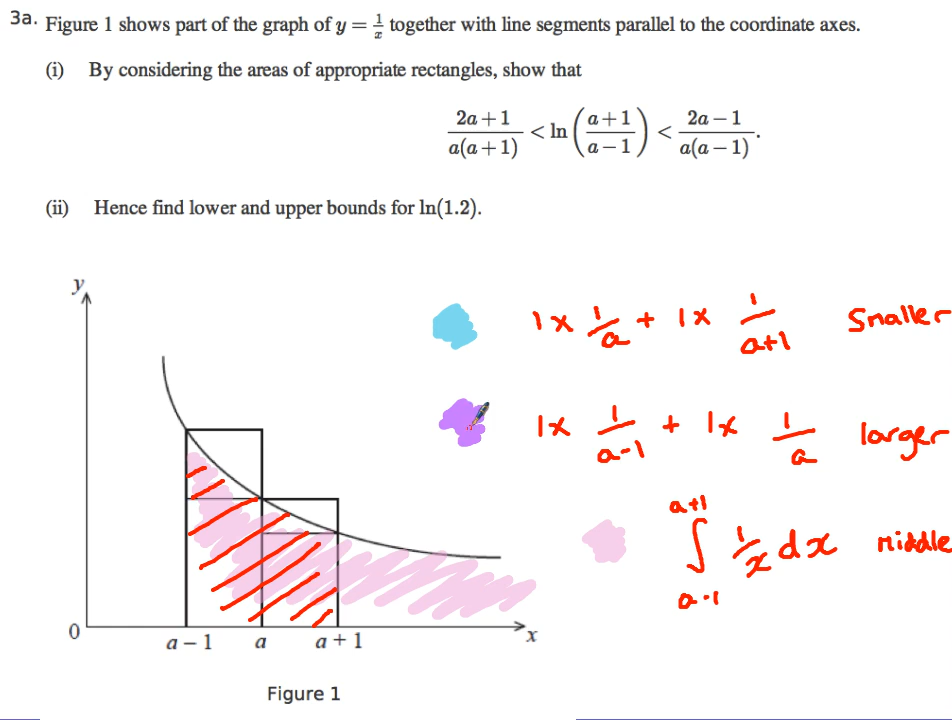 3a. Figure 1 shows part of the graph of y = 1/x together with line segments parallel to the coordinate axes.
(i) By considering the areas of appropriate rectangles, show that
(2a+1)/(a(a+1)) < ln((a+1)/(a−1)) < (2a−1)/(a(a−1)).
(ii) Hence find lower and upper bounds for ln(1.2).
y
1 x 1/a + 1 x 1/(a+1) Smaller
1 x 1/(a-1) + 1 x 1/a larger
a+1
∫ 1/x dx middle
a-1
0
a − 1 a a + 1 x
Figure 1